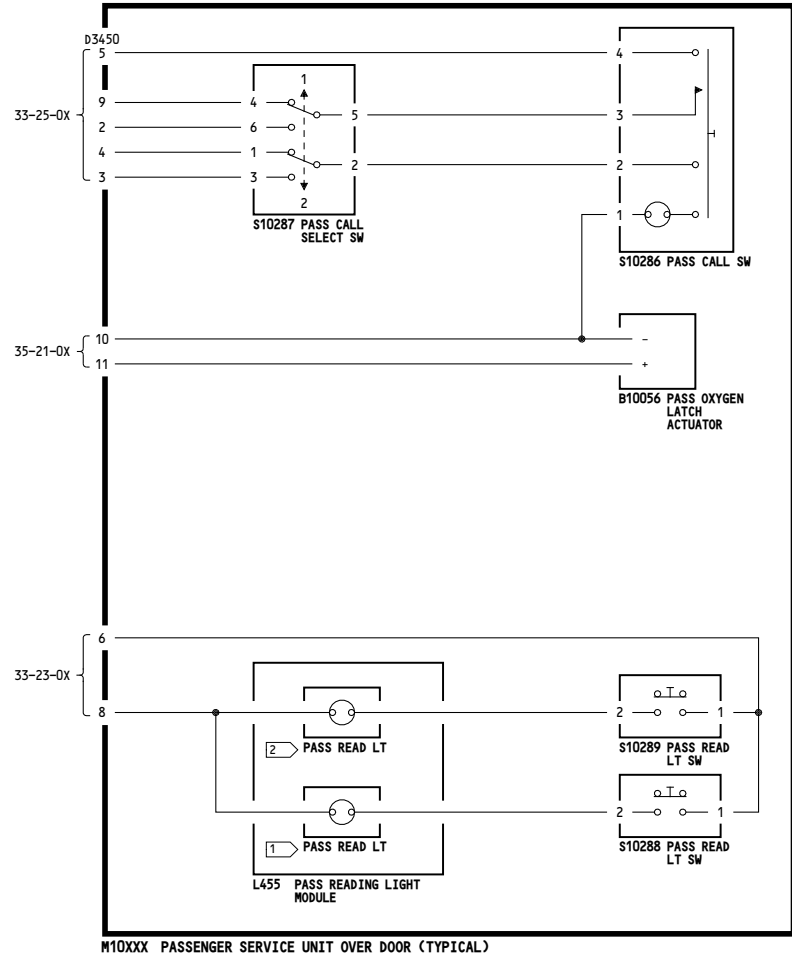 D3450
5 4
1
9 4
33-25-0X 5 3
2 6
4 1
2 2
3 3
2
1
S10287 PASS CALL
SELECT SW
S10286 PASS CALL SW
10 -
35-21-0X
11 +
B10056 PASS OXYGEN
LATCH
ACTUATOR
6
33-23-0X
8 2 1
2 PASS READ LT
S10289 PASS READ
LT SW
2 1
1 PASS READ LT
S10288 PASS READ
LT SW
L455 PASS READING LIGHT
MODULE
M10XXX PASSENGER SERVICE UNIT OVER DOOR (TYPICAL)